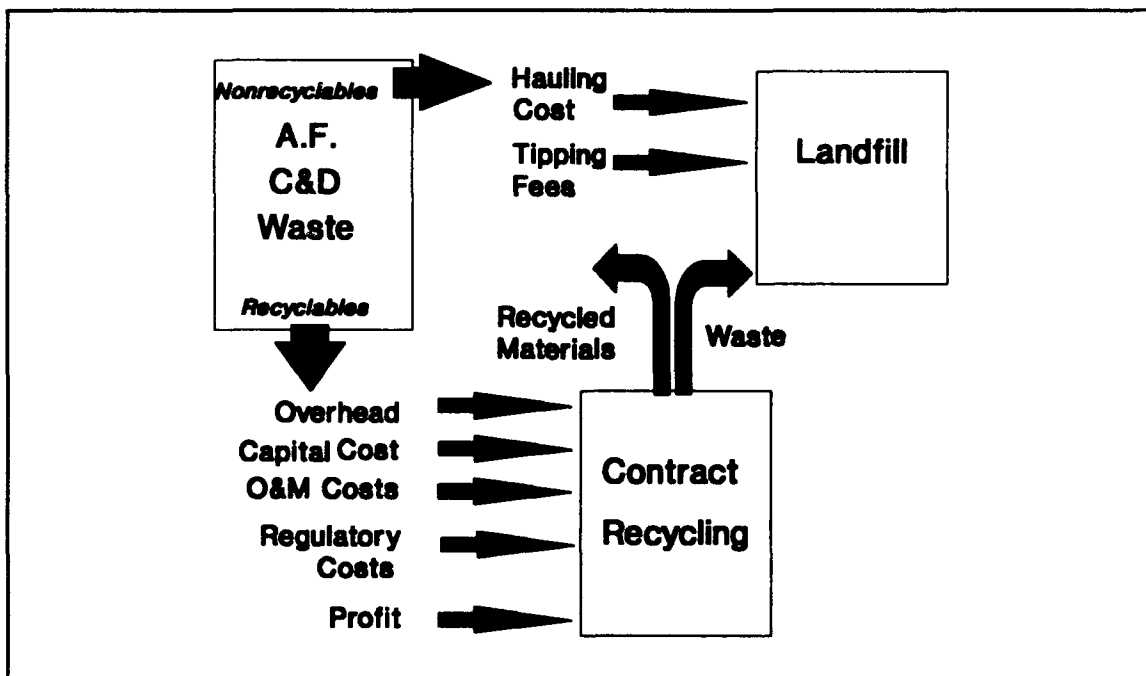 Nonrecyclables
A.F.
C&D
Waste
Recyclables
Hauling
Cost
Tipping
Fees
Landfill
Recycled
Materials
Waste
Overhead
Capital Cost
O&M Costs
Regulatory
Costs
Profit
Contract
Recycling